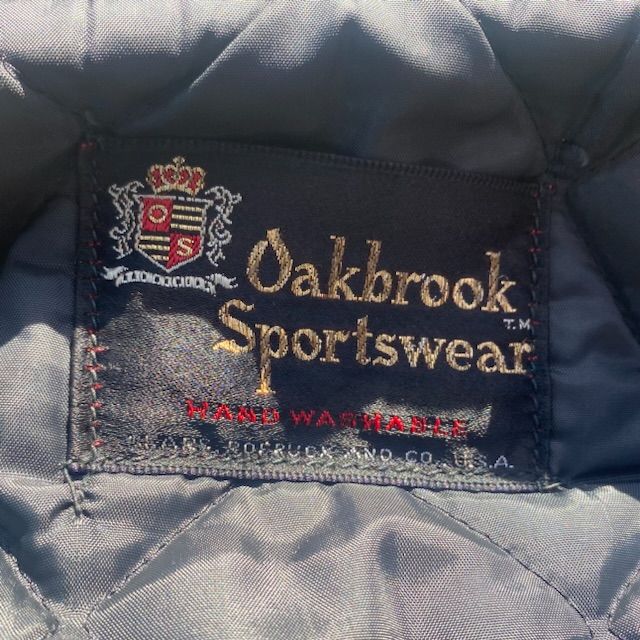 O
S
Oakbrook
Sportswear T.M.
HAND WASHABLE
SEARS, ROEBUCK AND CO. U.S.A.